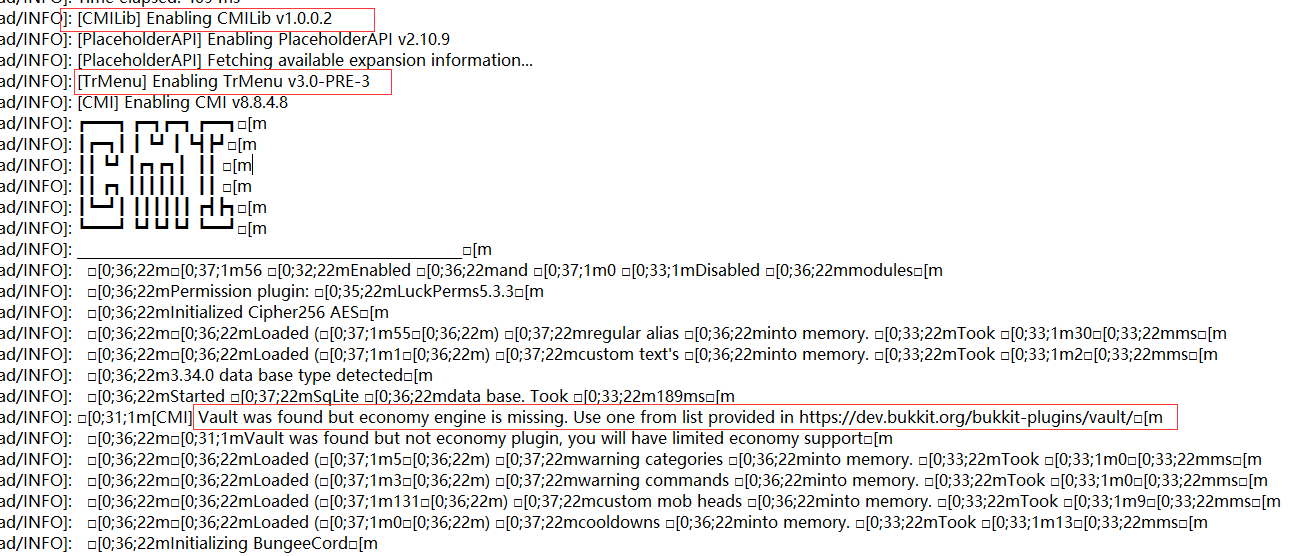 ad/INFO]: Time elapsed: 409 ms
ad/INFO]: [CMILib] Enabling CMILib v1.0.0.2
ad/INFO]: [PlaceholderAPI] Enabling PlaceholderAPI v2.10.9
ad/INFO]: [PlaceholderAPI] Fetching available expansion information...
ad/INFO]: [TrMenu] Enabling TrMenu v3.0-PRE-3
ad/INFO]: [CMI] Enabling CMI v8.8.4.8
ad/INFO]: ┏━━━┓ ┏━┓┏━┓ ┏━━┓□[m
ad/INFO]: ┃┏━┓┃ ┃ ┗┛ ┃ ┗┫┣┛□[m
ad/INFO]: ┃┃ ┗┛ ┃┏┓┏┓┃ ┃┃ □[m
ad/INFO]: ┃┃ ┏┓ ┃┃┃┃┃┃ ┃┃ □[m
ad/INFO]: ┃┗━┛┃ ┃┃┃┃┃┃ ┏┫┣┓□[m
ad/INFO]: ┗━━━┛ ┗┛┗┛┗┛ ┗━━┛□[m
ad/INFO]: ________________________________________________□[m
ad/INFO]: □[0;36;22m□[0;37;1m56 □[0;32;22mEnabled □[0;36;22mand □[0;37;1m0 □[0;33;1mDisabled □[0;36;22mmodules□[m
ad/INFO]: □[0;36;22mPermission plugin: □[0;35;22mLuckPerms5.3.3□[m
ad/INFO]: □[0;36;22mInitialized Cipher256 AES□[m
ad/INFO]: □[0;36;22m□[0;36;22mLoaded (□[0;37;1m55□[0;36;22m) □[0;37;22mregular alias □[0;36;22minto memory. □[0;33;22mTook □[0;33;1m30□[0;33;22mms□[m
ad/INFO]: □[0;36;22m□[0;36;22mLoaded (□[0;37;1m1□[0;36;22m) □[0;37;22mcustom text's □[0;36;22minto memory. □[0;33;22mTook □[0;33;1m2□[0;33;22mms□[m
ad/INFO]: □[0;36;22m3.34.0 data base type detected□[m
ad/INFO]: □[0;36;22mStarted □[0;37;22mSqLite □[0;36;22mdata base. Took □[0;33;22m189ms□[m
ad/INFO]: □[0;31;1m[CMI] Vault was found but economy engine is missing. Use one from list provided in https://dev.bukkit.org/bukkit-plugins/vault/□[m
ad/INFO]: □[0;36;22m□[0;31;1mVault was found but not economy plugin, you will have limited economy support□[m
ad/INFO]: □[0;36;22m□[0;36;22mLoaded (□[0;37;1m5□[0;36;22m) □[0;37;22mwarning categories □[0;36;22minto memory. □[0;33;22mTook □[0;33;1m0□[0;33;22mms□[m
ad/INFO]: □[0;36;22m□[0;36;22mLoaded (□[0;37;1m3□[0;36;22m) □[0;37;22mwarning commands □[0;36;22minto memory. □[0;33;22mTook □[0;33;1m0□[0;33;22mms□[m
ad/INFO]: □[0;36;22m□[0;36;22mLoaded (□[0;37;1m131□[0;36;22m) □[0;37;22mcustom mob heads □[0;36;22minto memory. □[0;33;22mTook □[0;33;1m9□[0;33;22mms□[m
ad/INFO]: □[0;36;22m□[0;36;22mLoaded (□[0;37;1m0□[0;36;22m) □[0;37;22mcooldowns □[0;36;22minto memory. □[0;33;22mTook □[0;33;1m13□[0;33;22mms□[m
ad/INFO]: □[0;36;22mInitializing BungeeCord□[m